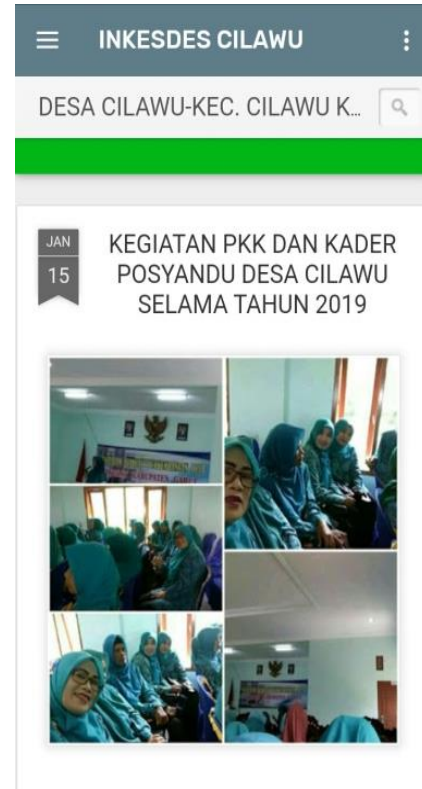 INKESDES CILAWU
DESA CILAWU-KEC. CILAWU K...
JAN
15
KEGIATAN PKK DAN KADER
POSYANDU DESA CILAWU
SELAMA TAHUN 2019